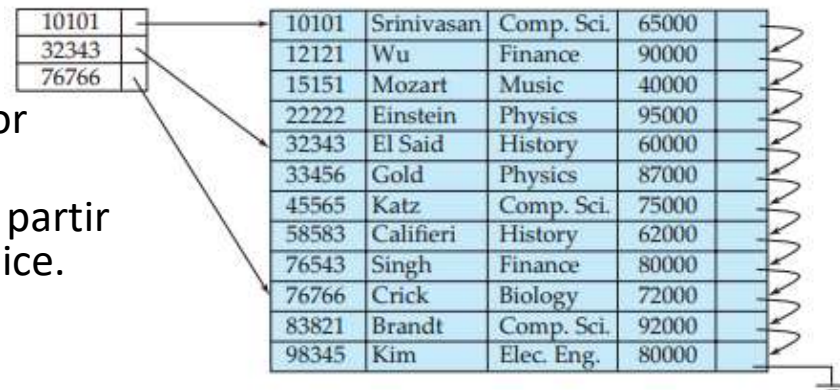 10101
32343
76766
or
partir
ice.
10101 Srinivasan Comp. Sci. 65000
12121 Wu Finance 90000
15151 Mozart Music 40000
22222 Einstein Physics 95000
32343 El Said History 60000
33456 Gold Physics 87000
45565 Katz Comp. Sci. 75000
58583 Califieri History 62000
76543 Singh Finance 80000
76766 Crick Biology 72000
83821 Brandt Comp. Sci. 92000
98345 Kim Elec. Eng. 80000